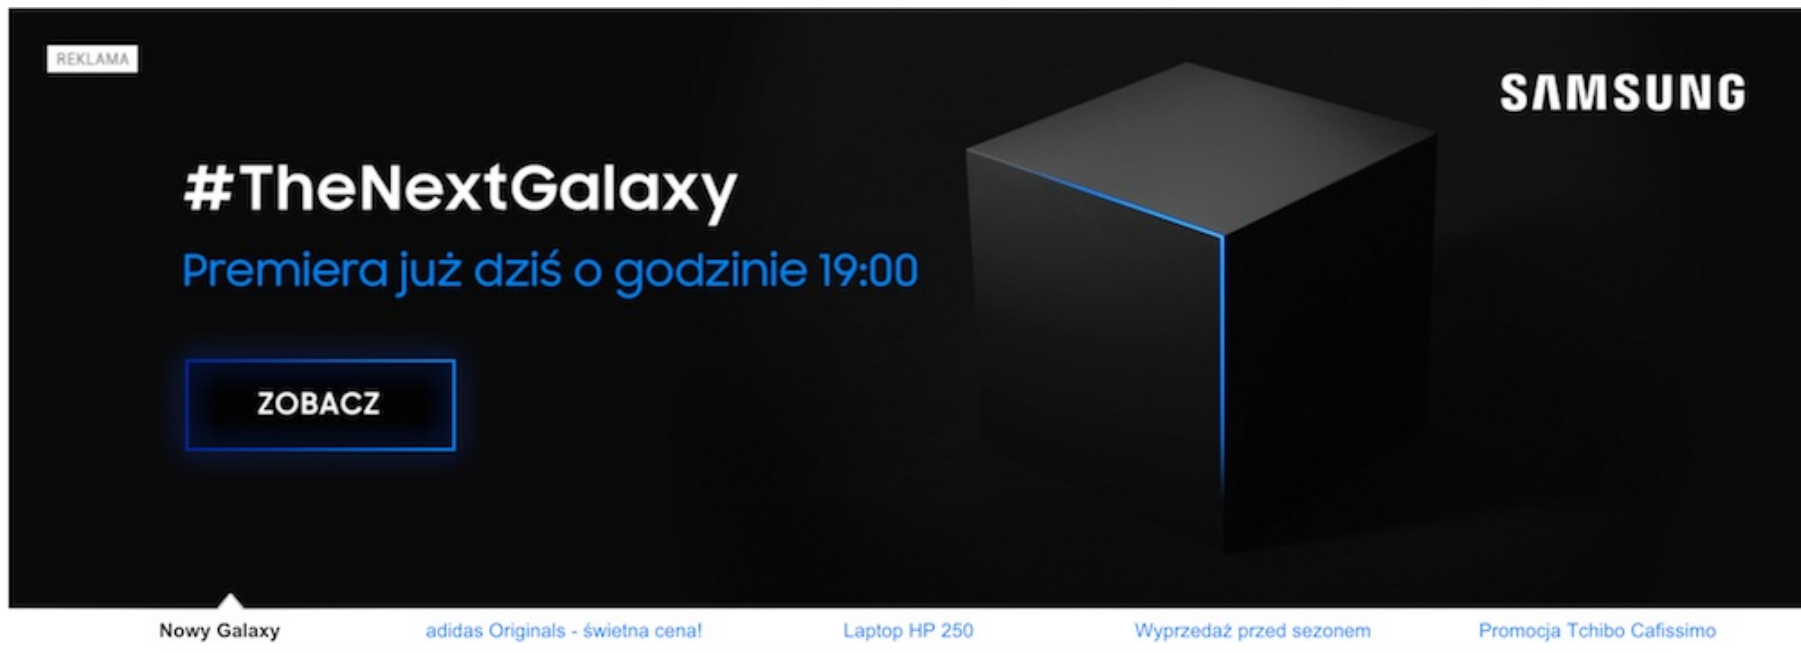 REKLAMA
SAMSUNG
#TheNextGalaxy
Premiera już dziś o godzinie 19:00
ZOBACZ
Nowy Galaxy
adidas Originals - świetna cena!
Laptop HP 250
Wyprzedaż przed sezonem
Promocja Tchibo Cafissimo